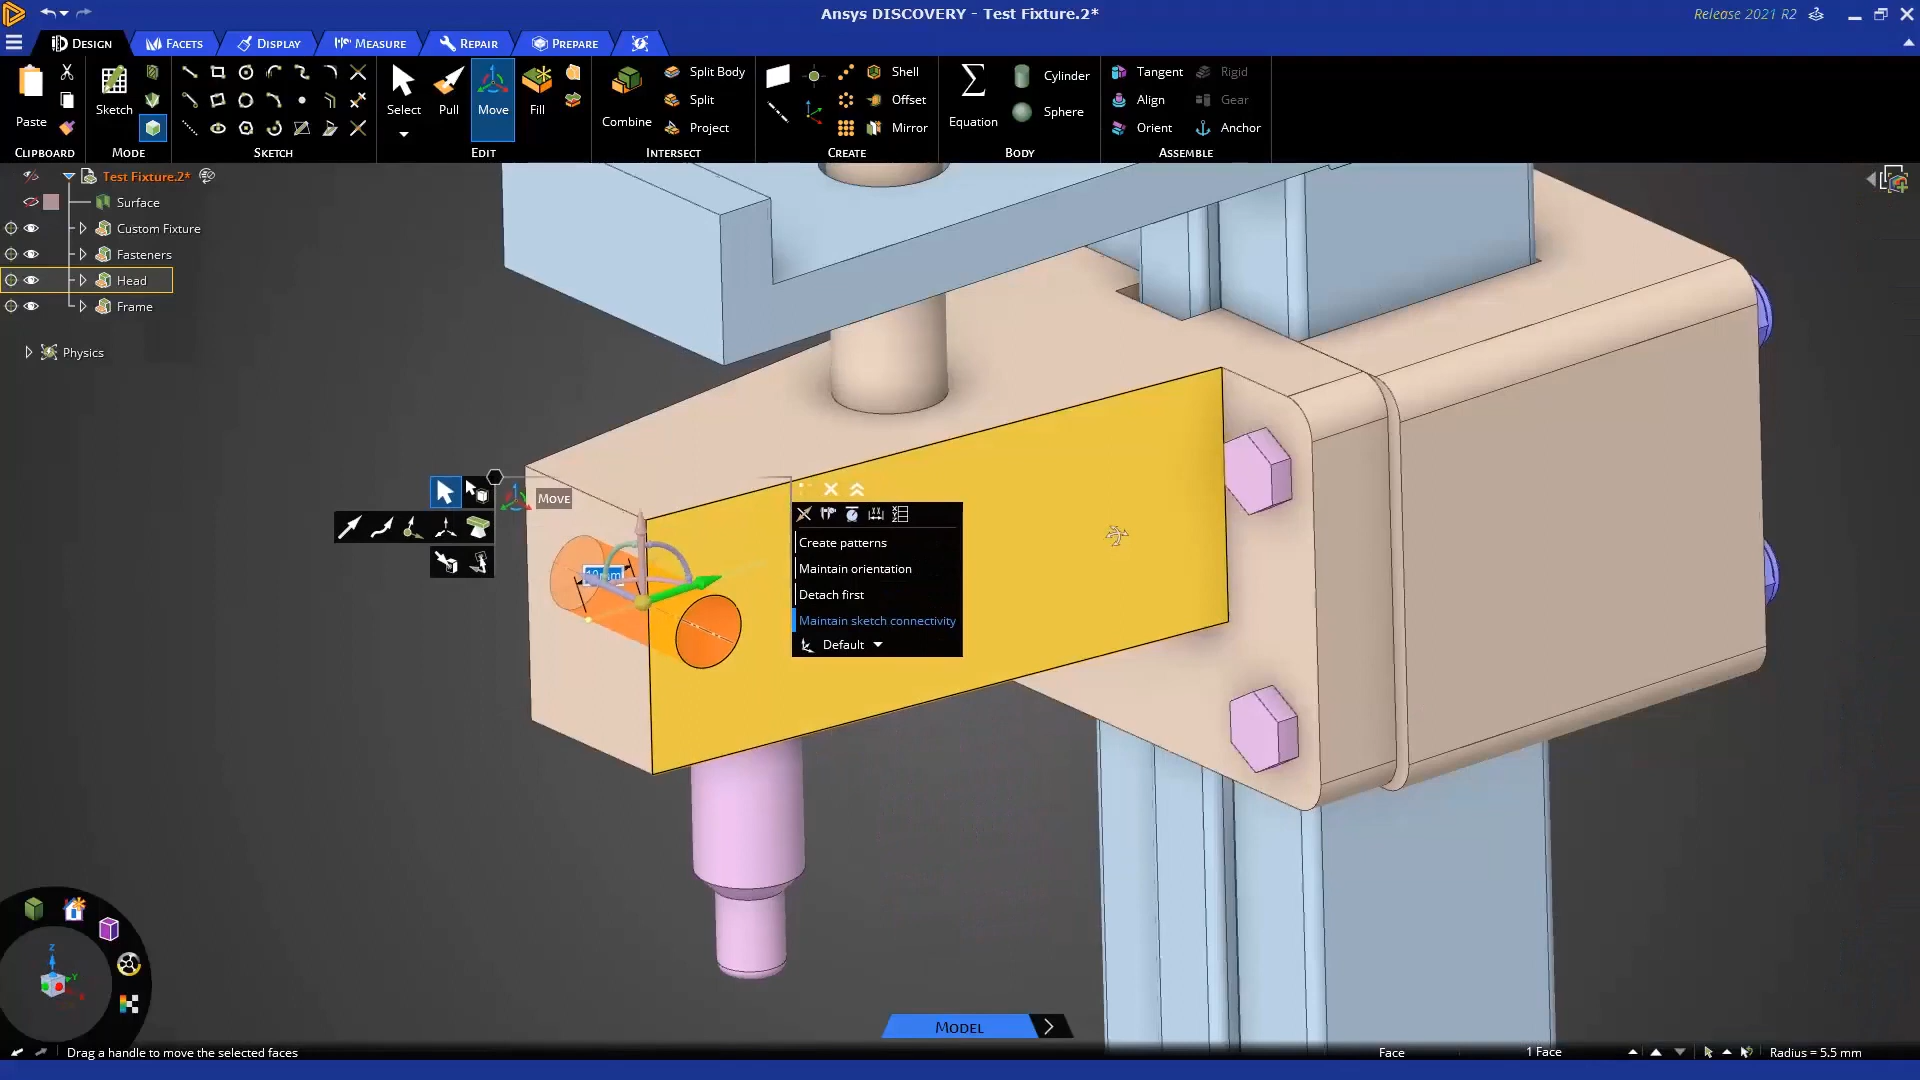 Ansys DISCOVERY - Test Fixture.2*
Release 2021 R2
DESIGN
FACETS
DISPLAY
MEASURE
REPAIR
PREPARE
Paste
CLIPBOARD
Sketch
MODE
SKETCH
Select
Pull
Move
Fill
EDIT
Combine
Split Body
Split
Project
INTERSECT
Shell
Offset
Mirror
CREATE
Equation
Cylinder
Sphere
BODY
Tangent
Align
Orient
Rigid
Gear
Anchor
ASSEMBLE
Test Fixture.2*
Surface
Custom Fixture
Fasteners
Head
Frame
Physics
MOVE
Create patterns
Maintain orientation
Detach first
Maintain sketch connectivity
Default
Z
Y
MODEL
Drag a handle to move the selected faces
Face
1 Face
Radius = 5.5 mm